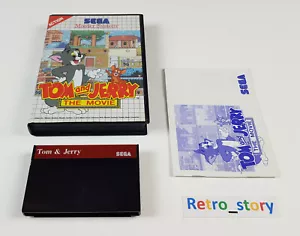 SEGA
Master System
TOM and JERRY
THE MOVIE
Tom & Jerry
SEGA
SEGA
TOM and JERRY
THE MOVIE
Retro_story